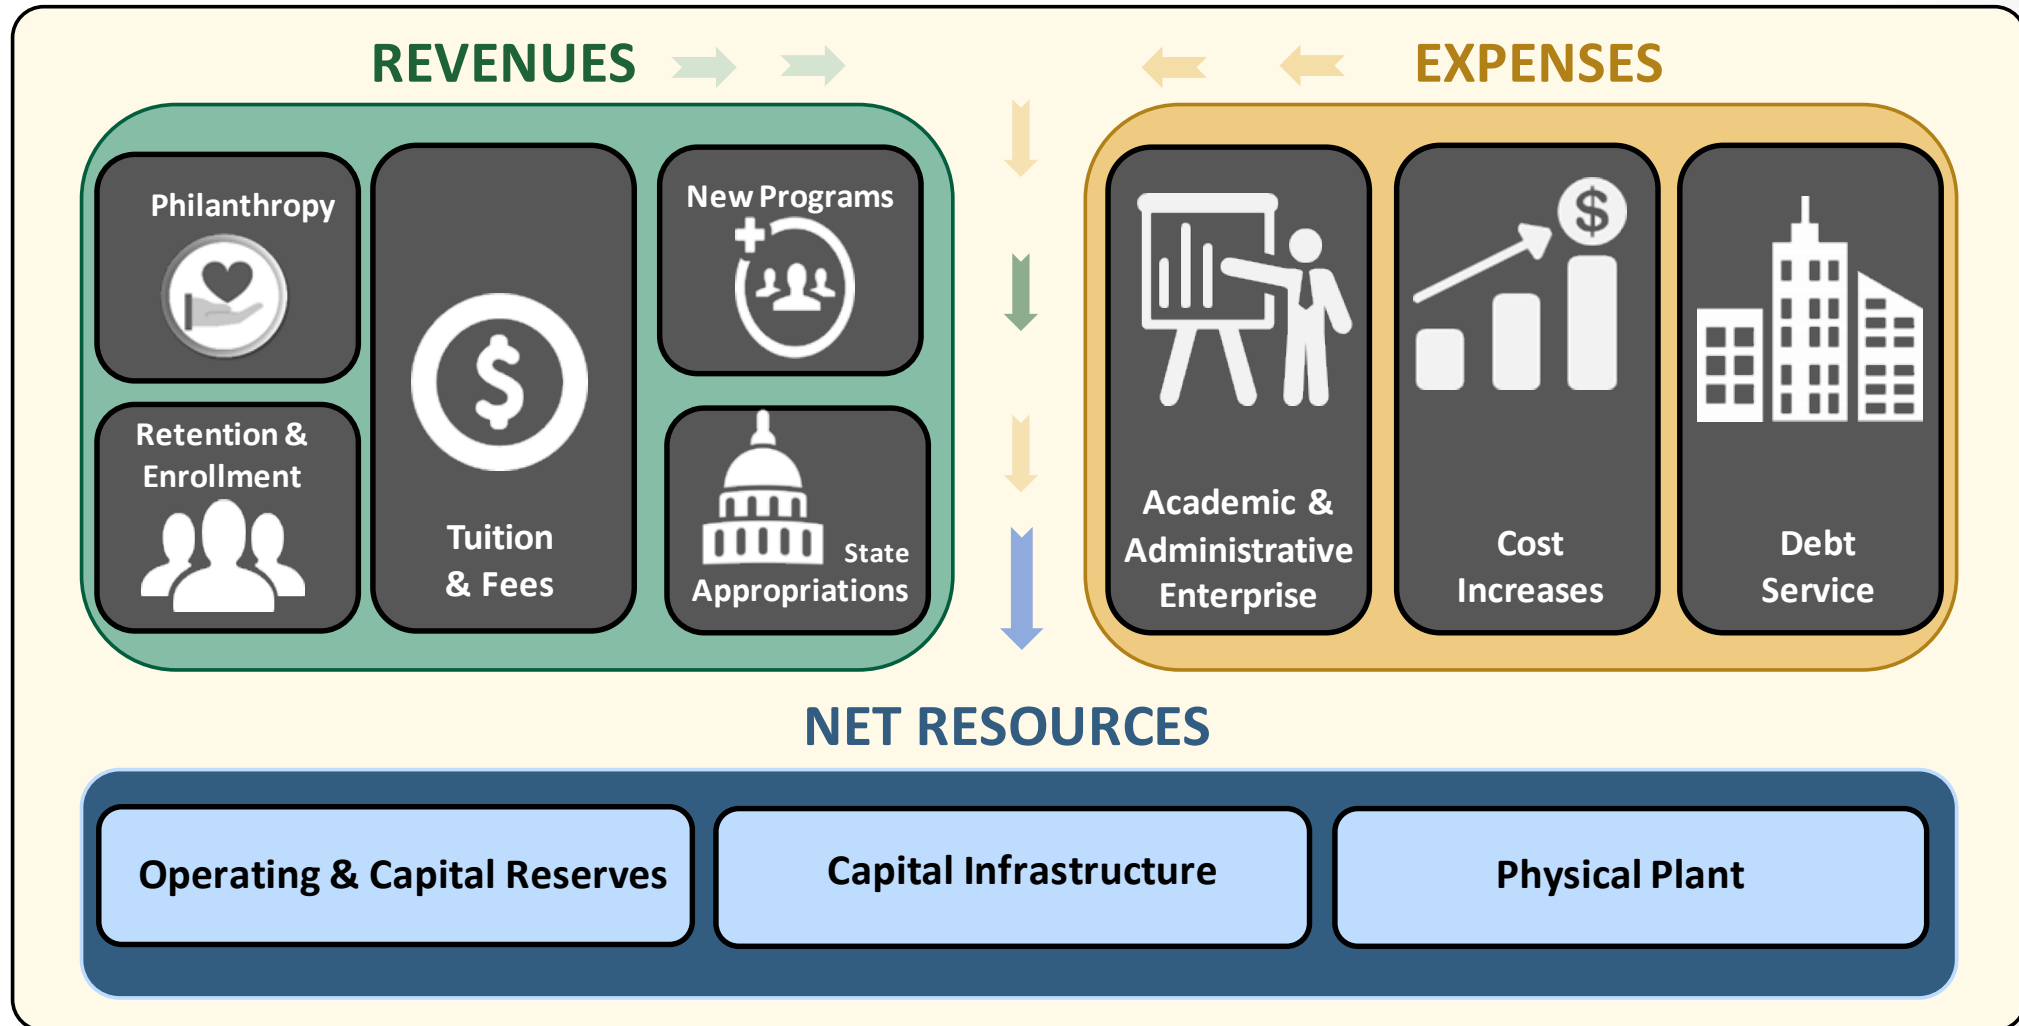 REVENUES
EXPENSES
Philanthropy
Retention &
Enrollment
$
Tuition
& Fees
New Programs
State
Appropriations
Academic &
Administrative
Enterprise
$
Cost
Increases
Debt
Service
NET RESOURCES
Operating & Capital Reserves
Capital Infrastructure
Physical Plant